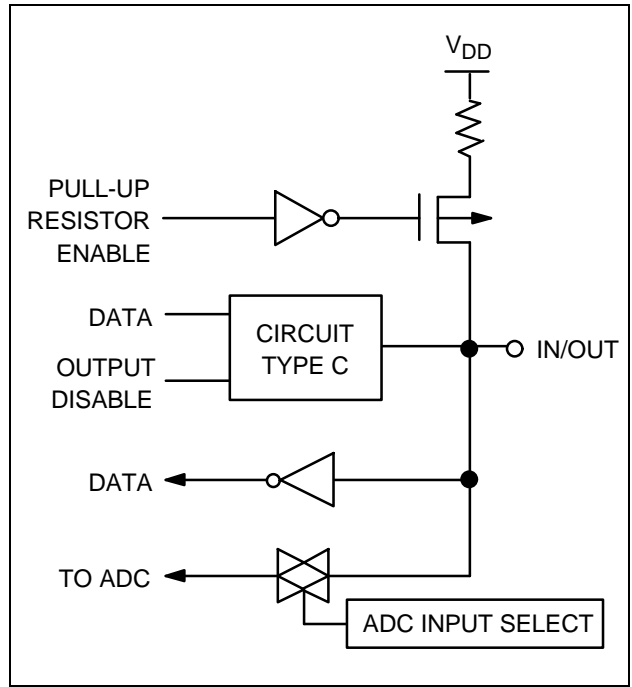 VDD
PULL-UP
RESISTOR
ENABLE
DATA
CIRCUIT
TYPE C
OUTPUT
DISABLE
IN/OUT
DATA
TO ADC
ADC INPUT SELECT